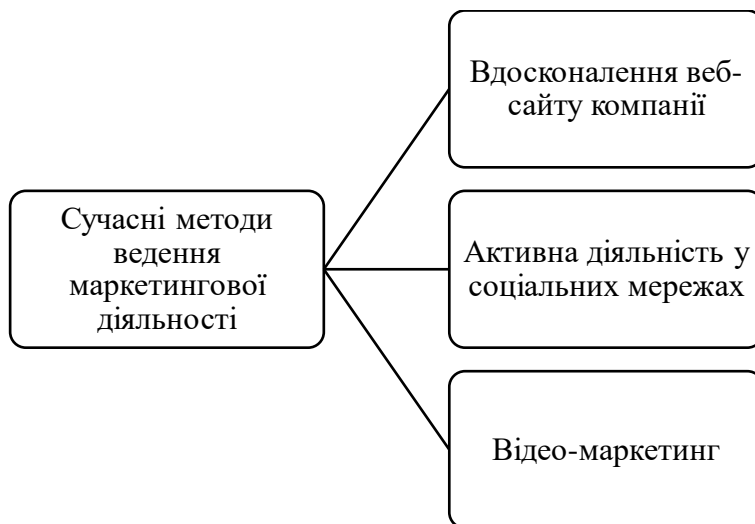 Сучасні методи
ведення
маркетингової
діяльності
Вдосконалення веб-
сайту компанії
Активна діяльність у
соціальних мережах
Відео-маркетинг